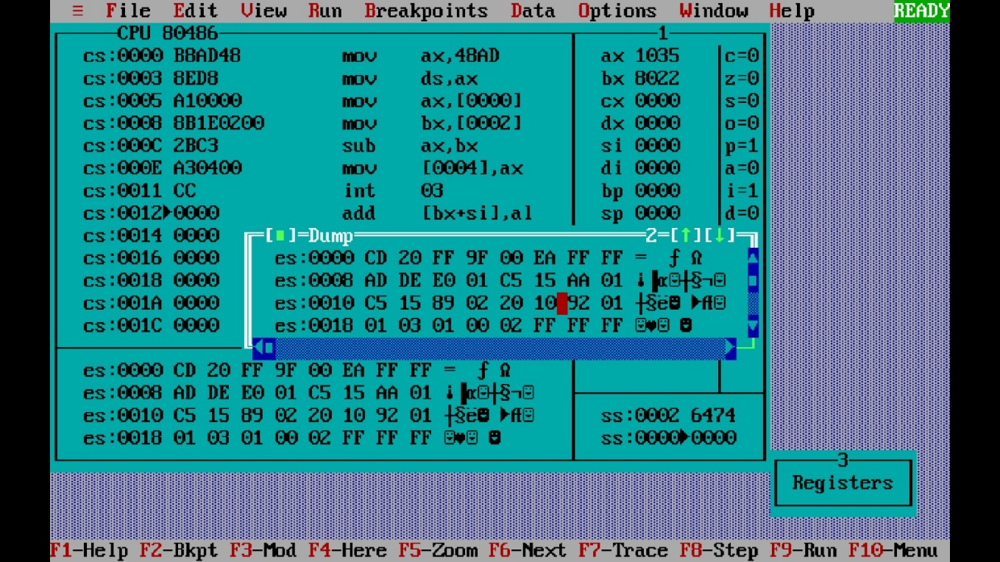 ≡ File Edit View Run Breakpoints Data Options Window Help READY
CPU 80486 1
cs:0000 B8AD48 mov ax,48AD ax 1035 c=0
cs:0003 8ED8 mov ds,ax bx 8022 z=0
cs:0005 A10000 mov ax,[0000] cx 0000 s=0
cs:0008 8B1E0200 mov bx,[0002] dx 0000 o=0
cs:000C 2BC3 sub ax,bx si 0000 p=1
cs:000E A30400 mov [0004],ax di 0000 a=0
cs:0011 CC int 03 bp 0000 i=1
cs:0012►0000 add [bx+si],al sp 0000 d=0
cs:0014 0000 [■]=Dump 2=[↑][↓]
cs:0016 0000 es:0000 CD 20 FF 9F 00 EA FF FF = ƒ Ω
cs:0018 0000 es:0008 AD DE E0 01 C5 15 AA 01 ¡▐α☺┼§¬☺
cs:001A 0000 es:0010 C5 15 89 02 20 10 92 01 ┼§ë☻ ►Æ☺
cs:001C 0000 es:0018 01 03 01 00 02 FF FF FF ☺♥☺ ☻
es:0000 CD 20 FF 9F 00 EA FF FF = ƒ Ω
es:0008 AD DE E0 01 C5 15 AA 01 ¡▐α☺┼§¬☺
es:0010 C5 15 89 02 20 10 92 01 ┼§ë☻ ►Æ☺ ss:0002 6474
es:0018 01 03 01 00 02 FF FF FF ☺♥☺ ☻ ss:0000►0000
3
Registers
F1-Help F2-Bkpt F3-Mod F4-Here F5-Zoom F6-Next F7-Trace F8-Step F9-Run F10-Menu